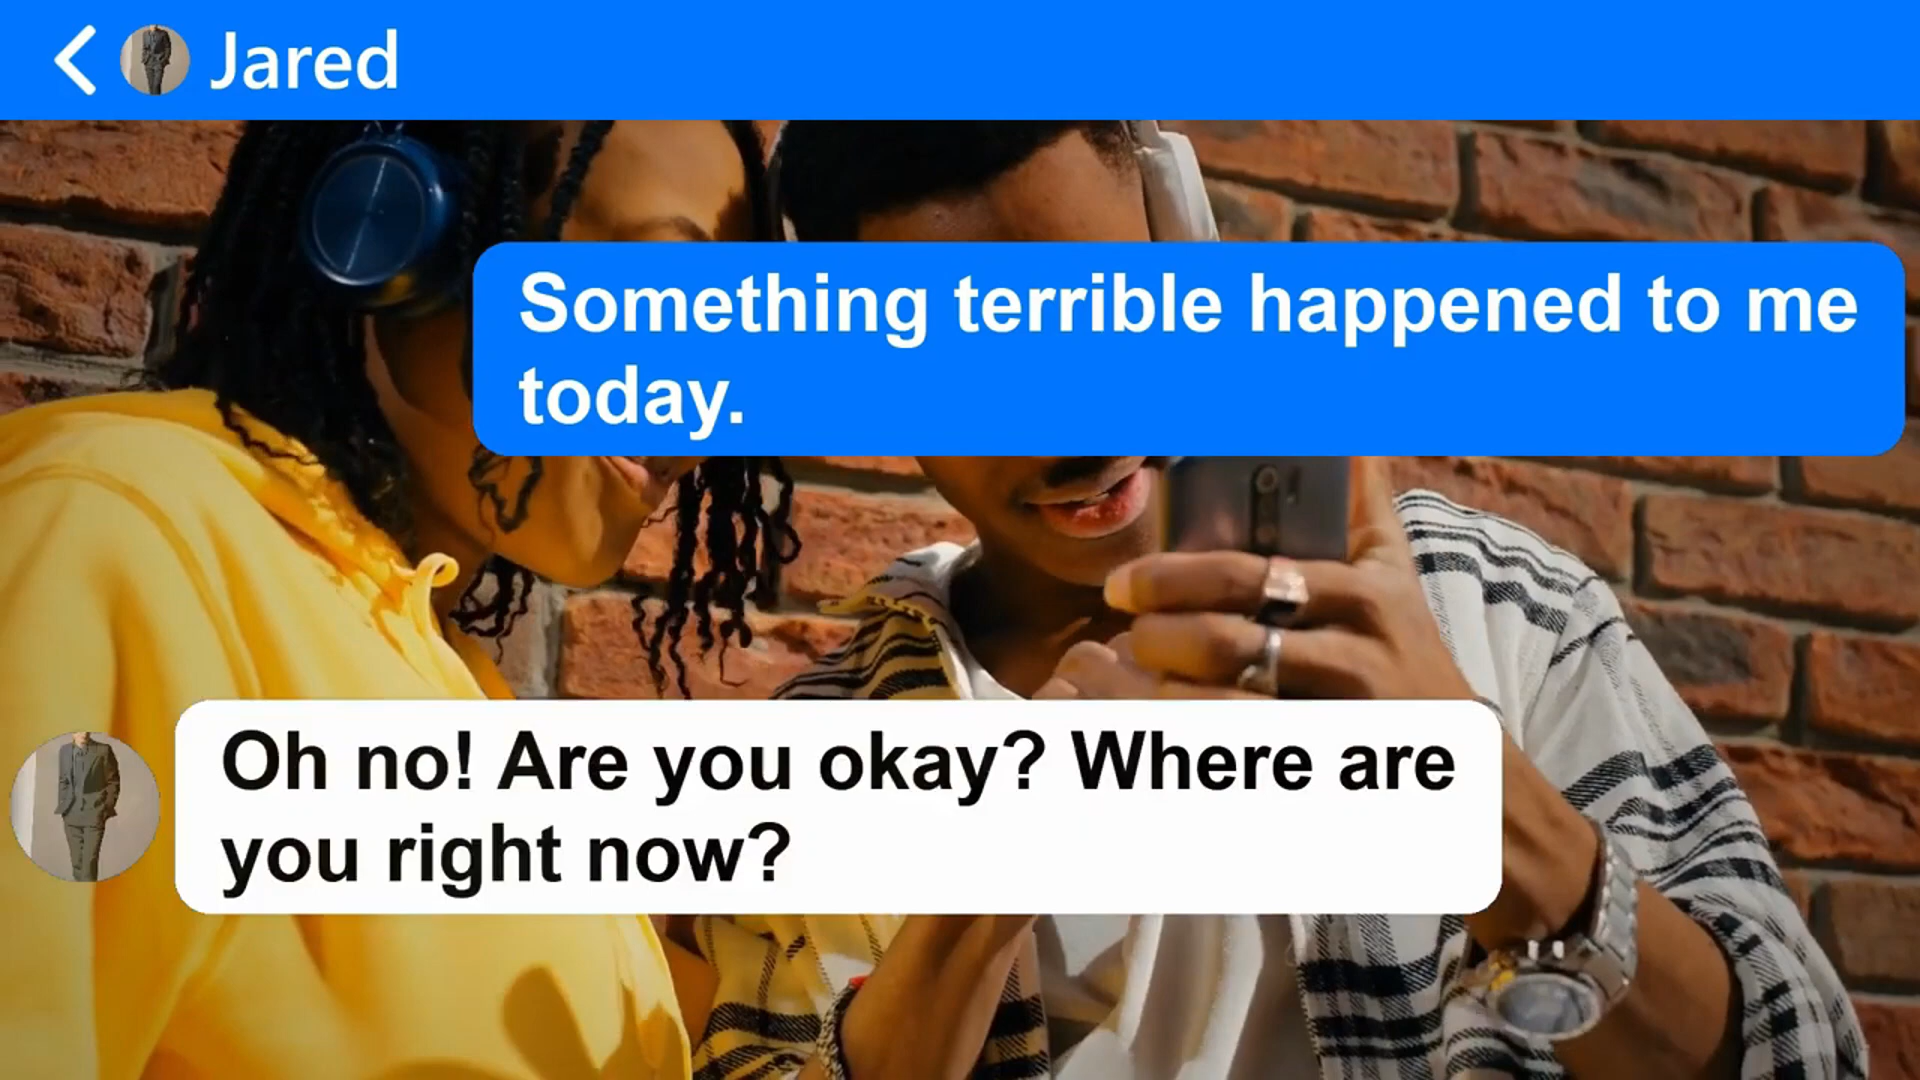 Jared
Something terrible happened to me
today.
Oh no! Are you okay? Where are
you right now?